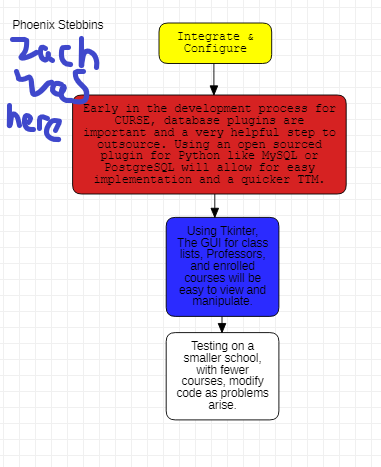 Phoenix Stebbins
zach
was
here
Integrate &
Configure
Early in the development process for
CURSE, database plugins are
important and a very helpful step to
outsource. Using an open sourced
plugin for Python like MySQL or
PostgreSQL will allow for easy
implementation and a quicker TTM.
Using Tkinter,
The GUI for class
lists, Professors,
and enrolled
courses will be
easy to view and
manipulate.
Testing on a
smaller school,
with fewer
courses, modify
code as problems
arise.